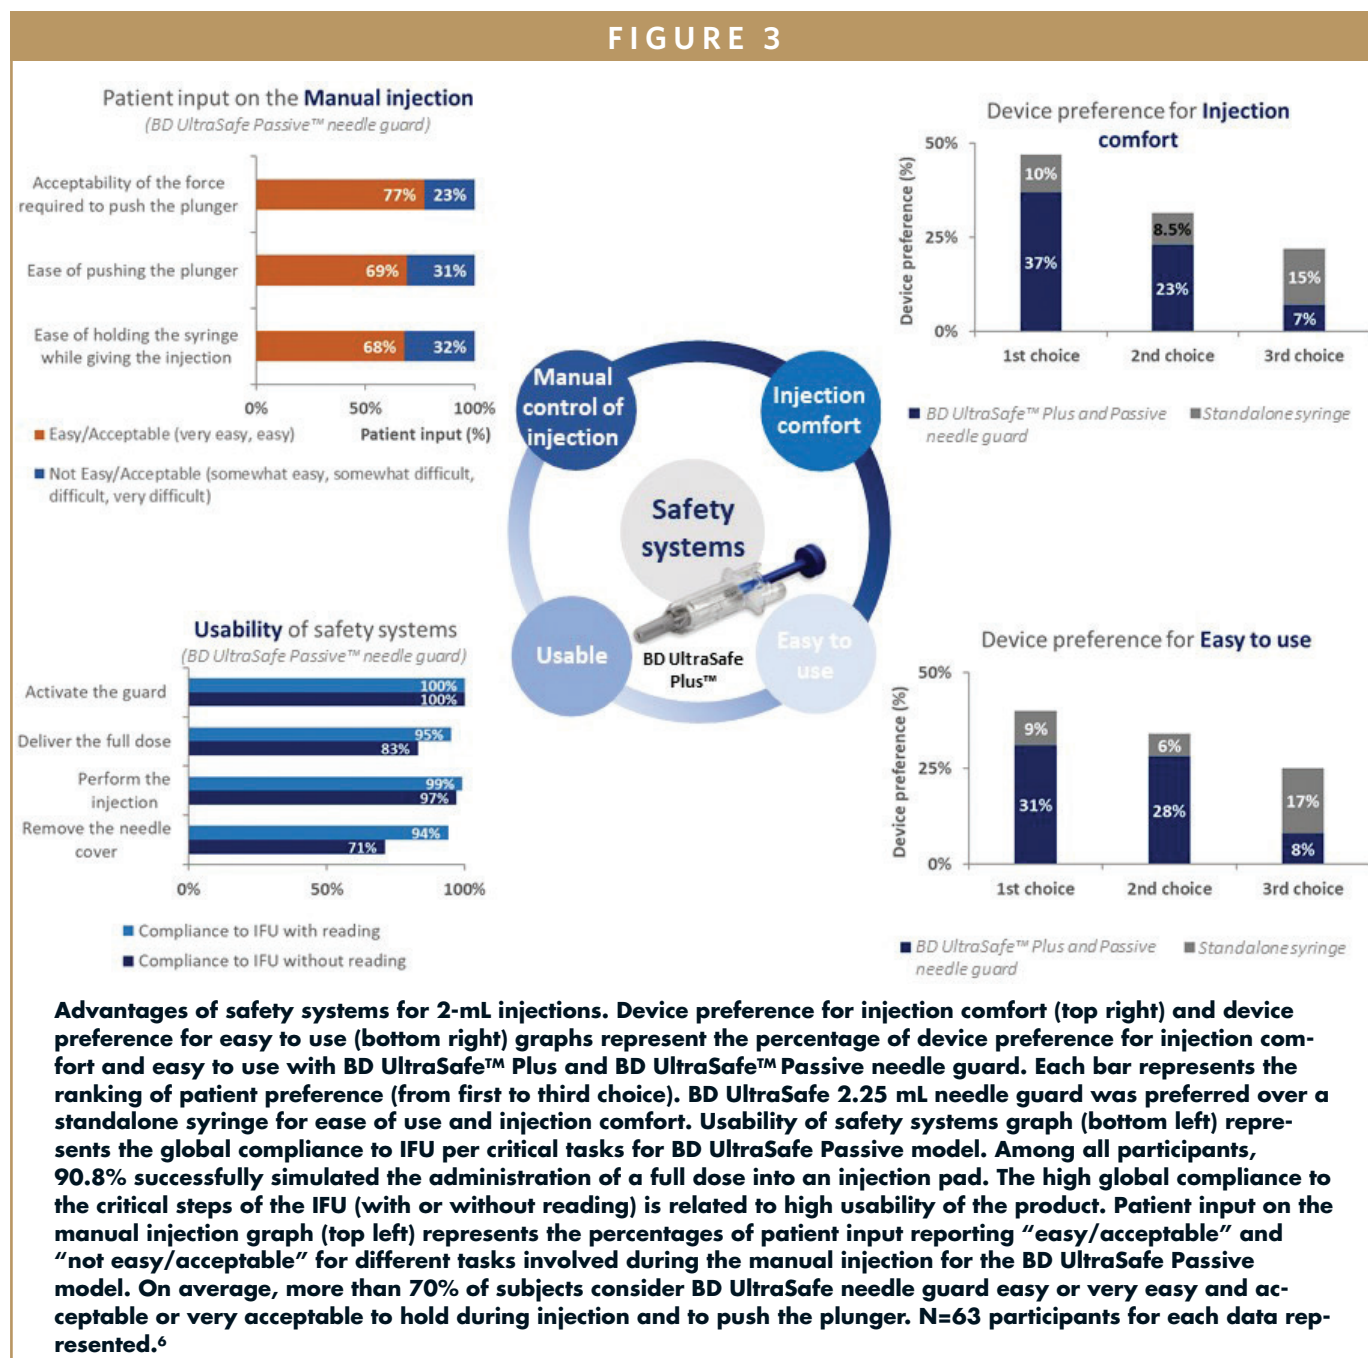 FIGURE 3
Patient input on the Manual injection
(BD UltraSafe Passive™ needle guard)
Acceptability of the force
required to push the plunger
77%
23%
Ease of pushing the plunger
69%
31%
Ease of holding the syringe
while giving the injection
68%
32%
0%
50%
100%
Easy/Acceptable (very easy, easy)
Patient input (%)
Not Easy/Acceptable (somewhat easy, somewhat difficult,
difficult, very difficult)
Device preference for Injection
comfort
Device preference (%)
50%
25%
0%
10%
37%
8.5%
23%
15%
7%
1st choice
2nd choice
3rd choice
BD UltraSafe™ Plus and Passive
needle guard
Standalone syringe
Manual
control of
injection
Injection
comfort
Safety
systems
Usable
BD UltraSafe
Plus™
Easy to
use
Usability of safety systems
(BD UltraSafe Passive™ needle guard)
Activate the guard
100%
100%
Deliver the full dose
95%
83%
Perform the
injection
99%
97%
Remove the needle
cover
94%
71%
0%
50%
100%
Compliance to IFU with reading
Compliance to IFU without reading
Device preference for Easy to use
Device preference (%)
50%
25%
0%
9%
31%
6%
28%
17%
8%
1st choice
2nd choice
3rd choice
BD UltraSafe™ Plus and Passive
needle guard
Standalone syringe
Advantages of safety systems for 2-mL injections. Device preference for injection comfort (top right) and device
preference for easy to use (bottom right) graphs represent the percentage of device preference for injection com-
fort and easy to use with BD UltraSafe™ Plus and BD UltraSafe™ Passive needle guard. Each bar represents the
ranking of patient preference (from first to third choice). BD UltraSafe 2.25 mL needle guard was preferred over a
standalone syringe for ease of use and injection comfort. Usability of safety systems graph (bottom left) repre-
sents the global compliance to IFU per critical tasks for BD UltraSafe Passive model. Among all participants,
90.8% successfully simulated the administration of a full dose into an injection pad. The high global compliance to
the critical steps of the IFU (with or without reading) is related to high usability of the product. Patient input on the
manual injection graph (top left) represents the percentages of patient input reporting “easy/acceptable” and
“not easy/acceptable” for different tasks involved during the manual injection for the BD UltraSafe Passive
model. On average, more than 70% of subjects consider BD UltraSafe needle guard easy or very easy and ac-
ceptable or very acceptable to hold during injection and to push the plunger. N=63 participants for each data rep-
resented.⁶